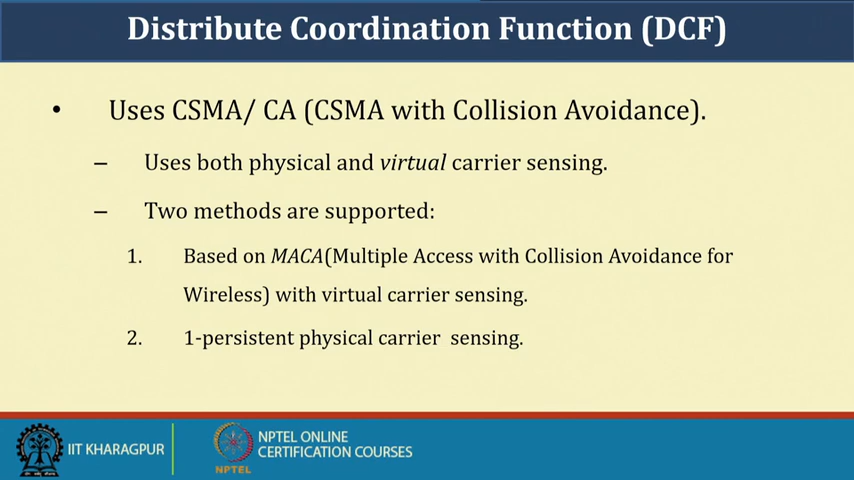 Distribute Coordination Function (DCF)
• Uses CSMA/ CA (CSMA with Collision Avoidance).
– Uses both physical and virtual carrier sensing.
– Two methods are supported:
1. Based on MACA(Multiple Access with Collision Avoidance for
Wireless) with virtual carrier sensing.
2. 1-persistent physical carrier sensing.
IIT KHARAGPUR
NPTEL
NPTEL ONLINE
CERTIFICATION COURSES